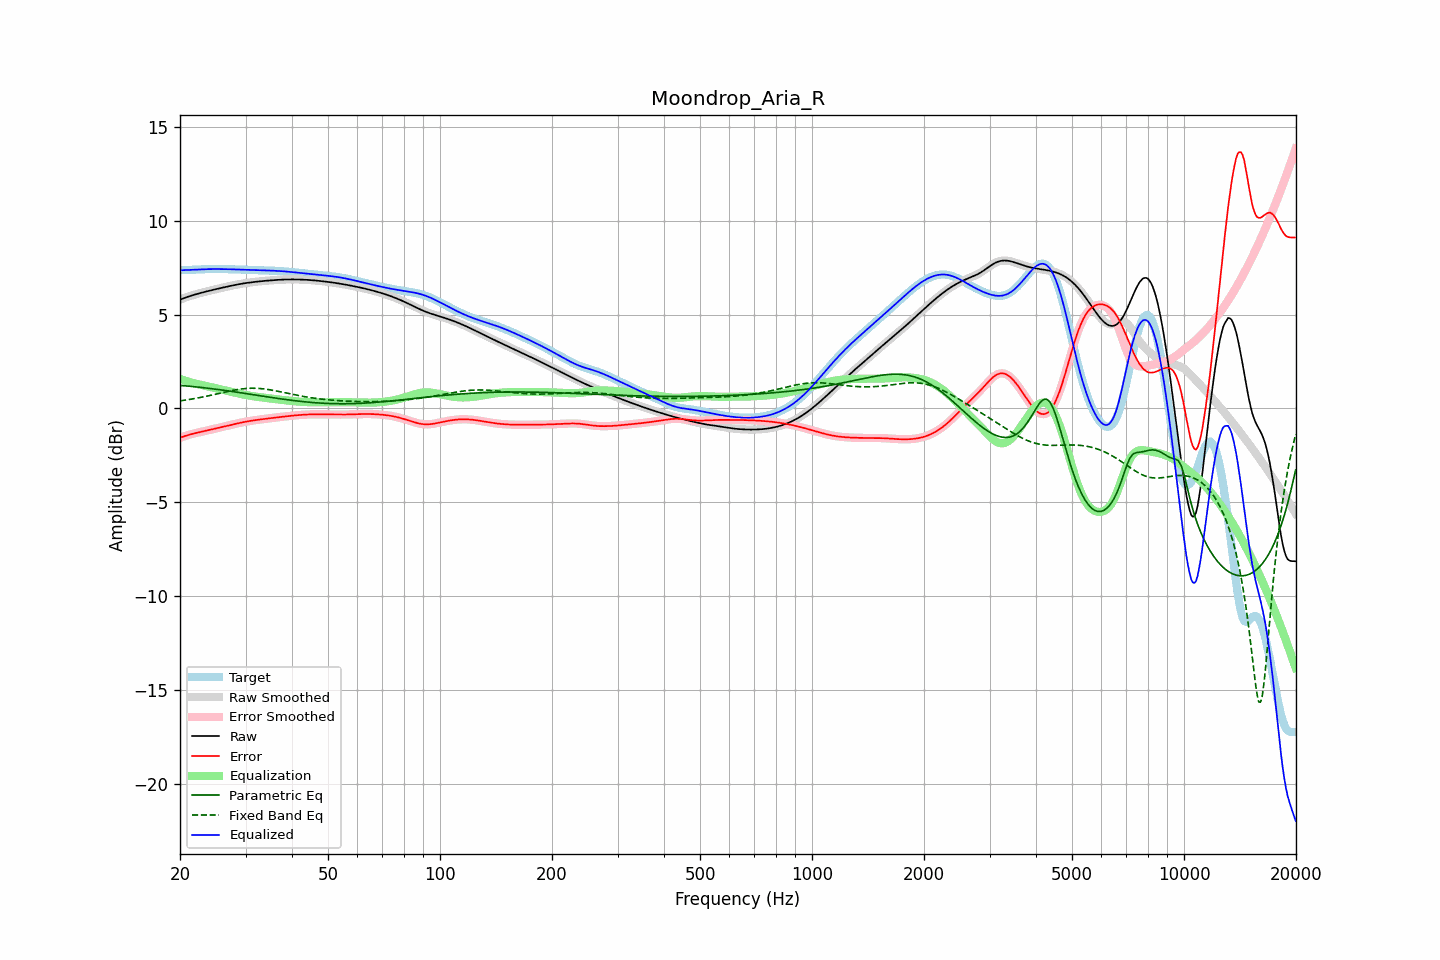 Moondrop_Aria_R
15
10
5
0
−5
−10
−15
−20
Amplitude (dBr)
Target
Raw Smoothed
Error Smoothed
Raw
Error
Equalization
Parametric Eq
Fixed Band Eq
Equalized
20 50 100 200 500 1000 2000 5000 10000 20000
Frequency (Hz)